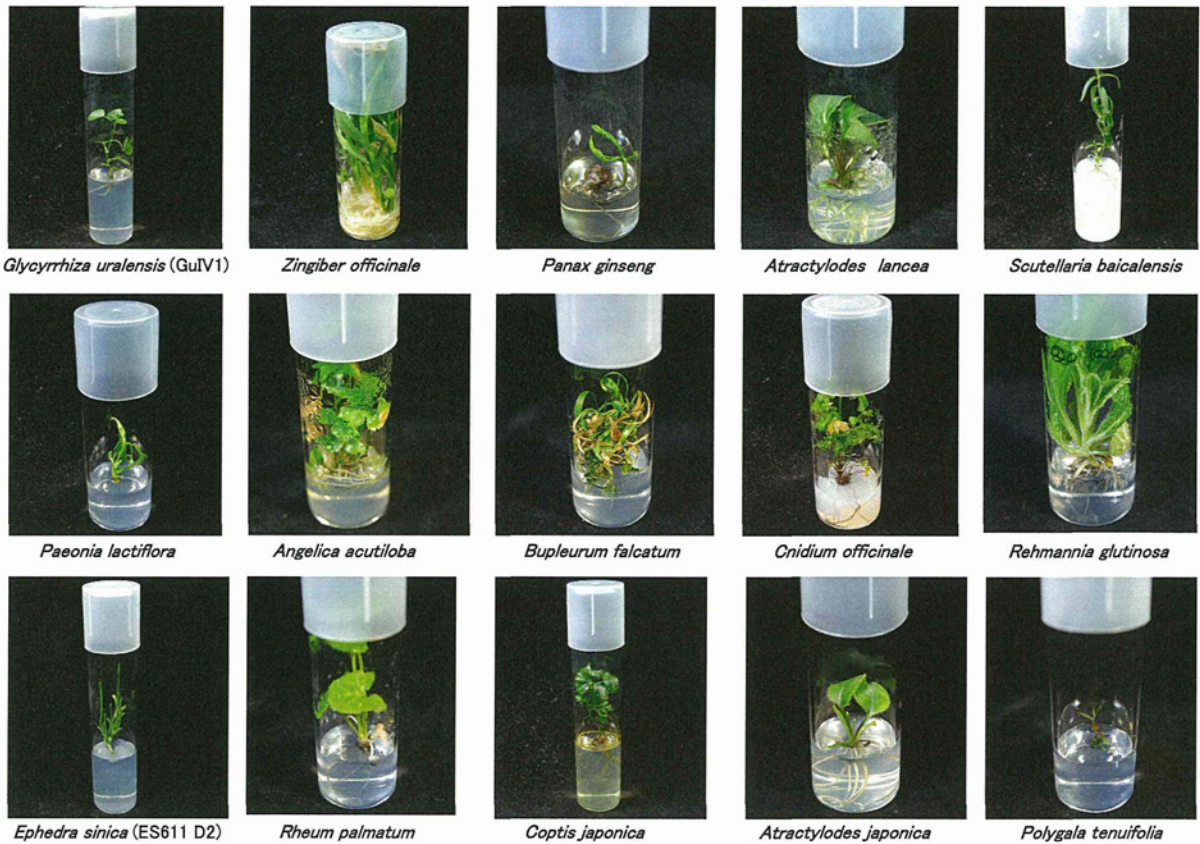 Glycyrrhiza uralensis (GuIV1)
Zingiber officinale
Panax ginseng
Atractylodes lancea
Scutellaria baicalensis
Paeonia lactiflora
Angelica acutiloba
Bupleurum falcatum
Cnidium officinale
Rehmannia glutinosa
Ephedra sinica (ES611 D2)
Rheum palmatum
Coptis japonica
Atractylodes japonica
Polygala tenuifolia